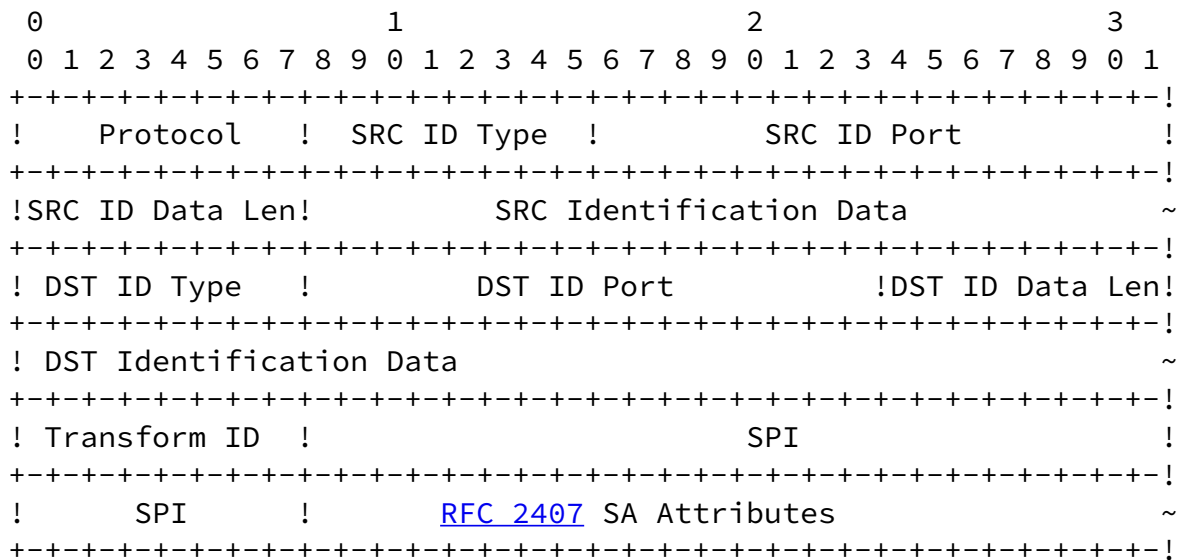 0                   1                   2                   3
 0 1 2 3 4 5 6 7 8 9 0 1 2 3 4 5 6 7 8 9 0 1 2 3 4 5 6 7 8 9 0 1
+-+-+-+-+-+-+-+-+-+-+-+-+-+-+-+-+-+-+-+-+-+-+-+-+-+-+-+-+-+-+-+-!
!    Protocol   !  SRC ID Type  !         SRC ID Port           !
+-+-+-+-+-+-+-+-+-+-+-+-+-+-+-+-+-+-+-+-+-+-+-+-+-+-+-+-+-+-+-+-!
!SRC ID Data Len!          SRC Identification Data              ~
+-+-+-+-+-+-+-+-+-+-+-+-+-+-+-+-+-+-+-+-+-+-+-+-+-+-+-+-+-+-+-+-!
! DST ID Type   !         DST ID Port           !DST ID Data Len!
+-+-+-+-+-+-+-+-+-+-+-+-+-+-+-+-+-+-+-+-+-+-+-+-+-+-+-+-+-+-+-+-!
! DST Identification Data                                       ~
+-+-+-+-+-+-+-+-+-+-+-+-+-+-+-+-+-+-+-+-+-+-+-+-+-+-+-+-+-+-+-+-!
! Transform ID  !                        SPI                    !
+-+-+-+-+-+-+-+-+-+-+-+-+-+-+-+-+-+-+-+-+-+-+-+-+-+-+-+-+-+-+-+-!
!      SPI      !       RFC 2407 SA Attributes                  ~
+-+-+-+-+-+-+-+-+-+-+-+-+-+-+-+-+-+-+-+-+-+-+-+-+-+-+-+-+-+-+-+-!